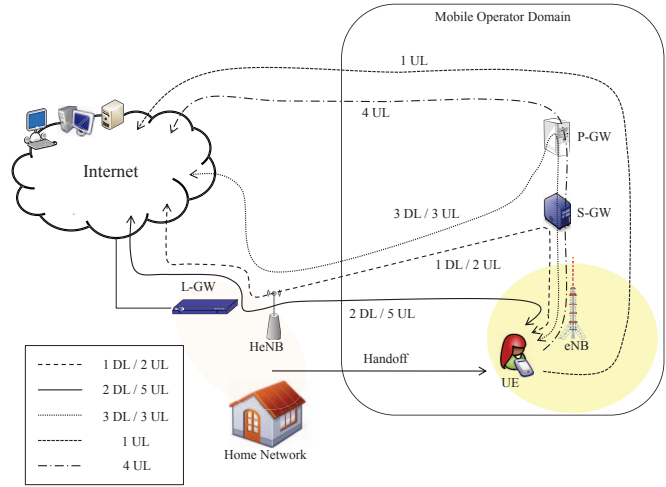 Mobile Operator Domain
1 UL
4 UL
P-GW
Internet
3 DL / 3 UL
S-GW
1 DL / 2 UL
L-GW
2 DL / 5 UL
HeNB
eNB
Handoff
UE
1 DL / 2 UL
2 DL / 5 UL
3 DL / 3 UL
1 UL
4 UL
Home Network